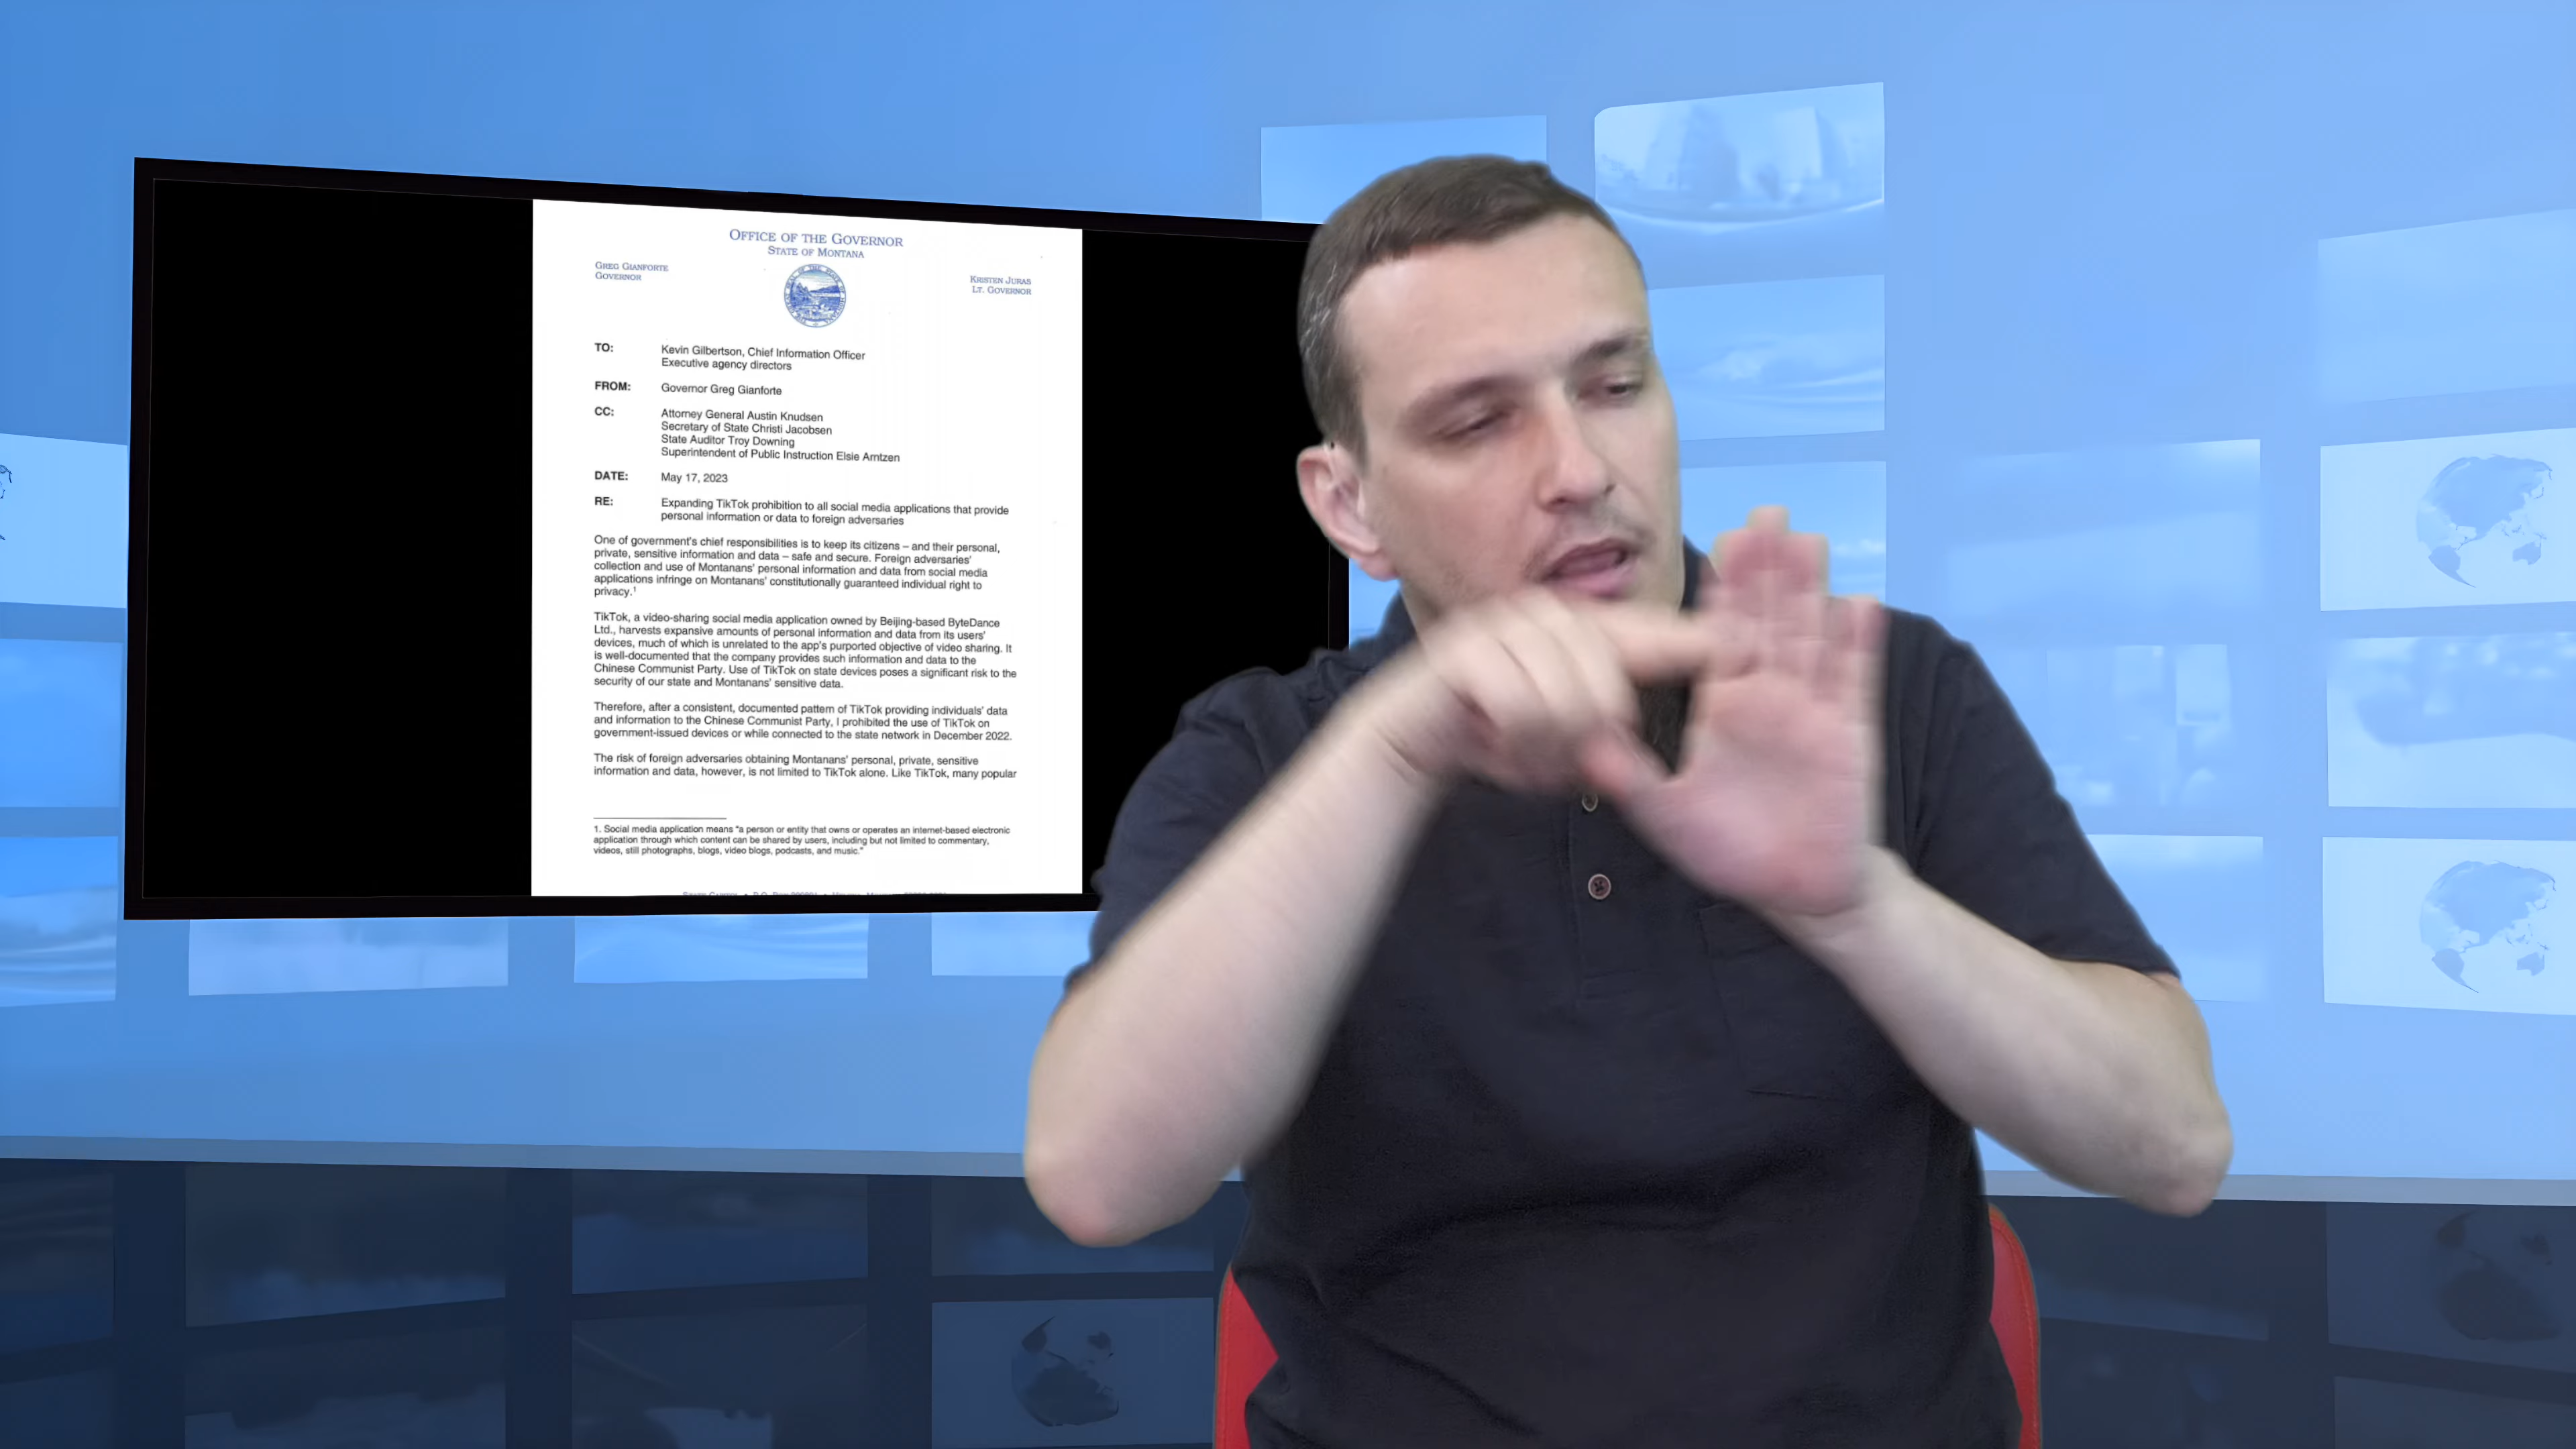 OFFICE OF THE GOVERNOR
STATE OF MONTANA
GREG GIANFORTE
GOVERNOR
KRISTEN JURAS
LT. GOVERNOR
TO: Kevin Gilbertson, Chief Information Officer
Executive agency directors
FROM: Governor Greg Gianforte
CC: Attorney General Austin Knudsen
Secretary of State Christi Jacobsen
State Auditor Troy Downing
Superintendent of Public Instruction Elsie Arntzen
DATE: May 17, 2023
RE: Expanding TikTok prohibition to all social media applications that provide
personal information or data to foreign adversaries
One of government's chief responsibilities is to keep its citizens – and their personal,
private, sensitive information and data – safe and secure. Foreign adversaries'
collection and use of Montanans' personal information and data from social media
applications infringe on Montanans' constitutionally guaranteed individual right to
privacy.¹
TikTok, a video-sharing social media application owned by Beijing-based ByteDance
Ltd., harvests expansive amounts of personal information and data from its users'
devices, much of which is unrelated to the app's purported objective of video sharing. It
is well-documented that the company provides such information and data to the
Chinese Communist Party. Use of TikTok on state devices poses a significant risk to the
security of our state and Montanans' sensitive data.
Therefore, after a consistent, documented pattern of TikTok providing individuals' data
and information to the Chinese Communist Party, I prohibited the use of TikTok on
government-issued devices or while connected to the state network in December 2022.
The risk of foreign adversaries obtaining Montanans' personal, private, sensitive
information and data, however, is not limited to TikTok alone. Like TikTok, many popular
1. Social media application means "a person or entity that owns or operates an internet-based electronic
application through which content can be shared by users, including but not limited to commentary,
videos, still photographs, blogs, video blogs, podcasts, and music."